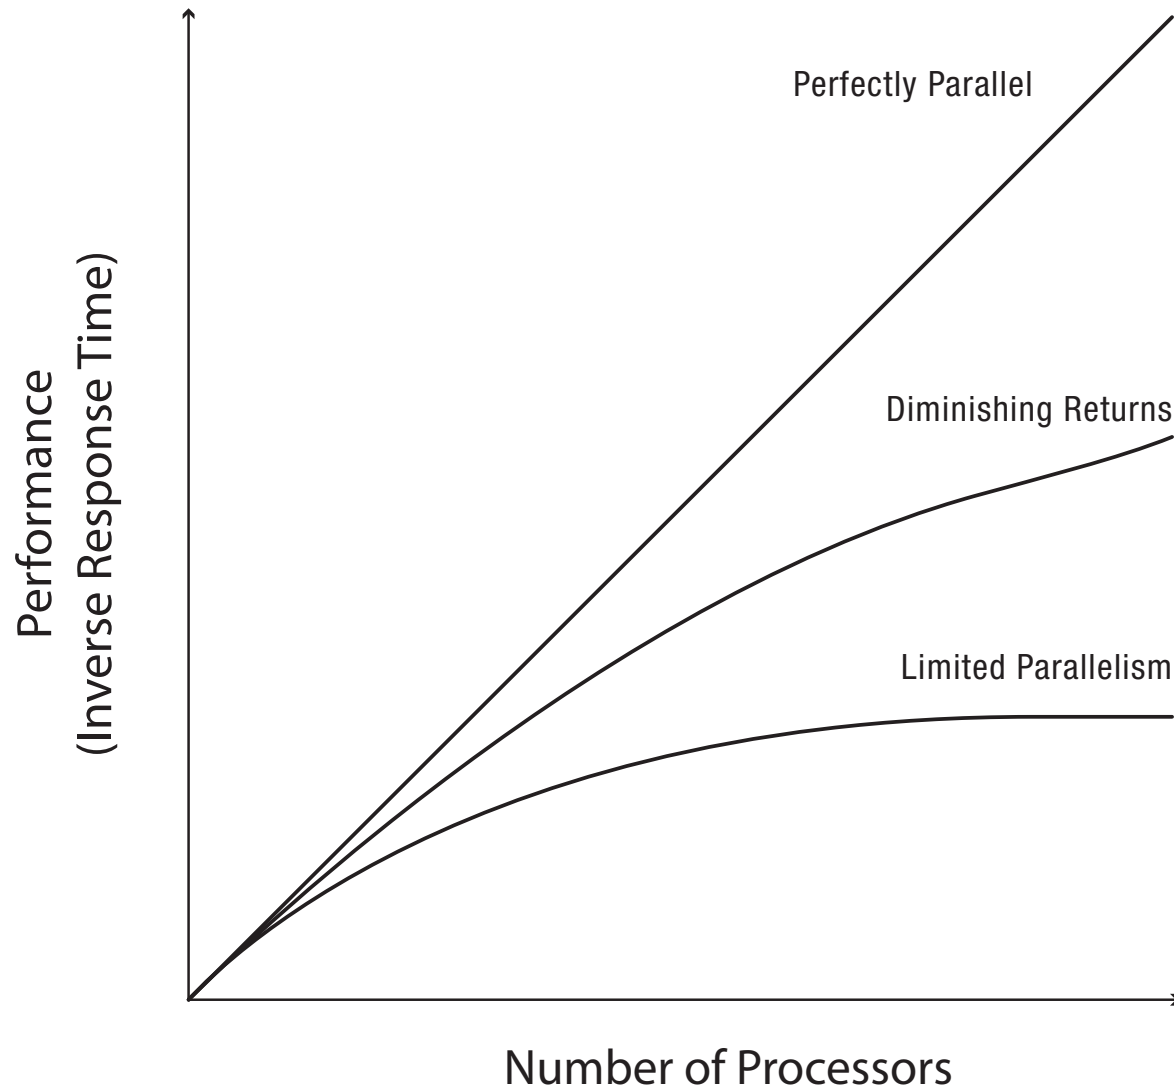 Perfectly Parallel
Diminishing Returns
Limited Parallelism
Performance
(Inverse Response Time)
Number of Processors